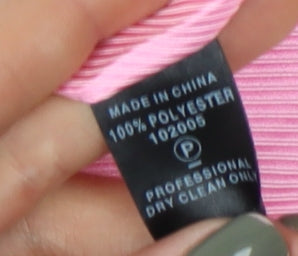 MADE IN CHINA
100% POLYESTER
102005
P
PROFESSIONAL
DRY CLEAN ONLY